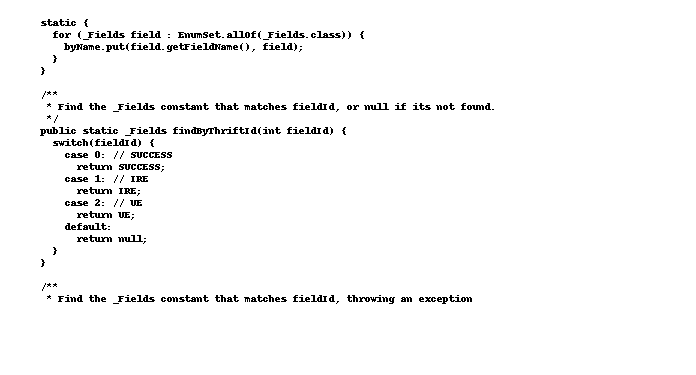 static {
  for (_Fields field : EnumSet.allOf(_Fields.class)) {
    byName.put(field.getFieldName(), field);
  }
}

/**
 * Find the _Fields constant that matches fieldId, or null if its not found.
 */
public static _Fields findByThriftId(int fieldId) {
  switch(fieldId) {
    case 0: // SUCCESS
      return SUCCESS;
    case 1: // IRE
      return IRE;
    case 2: // UE
      return UE;
    default:
      return null;
  }
}

/**
 * Find the _Fields constant that matches fieldId, throwing an exception